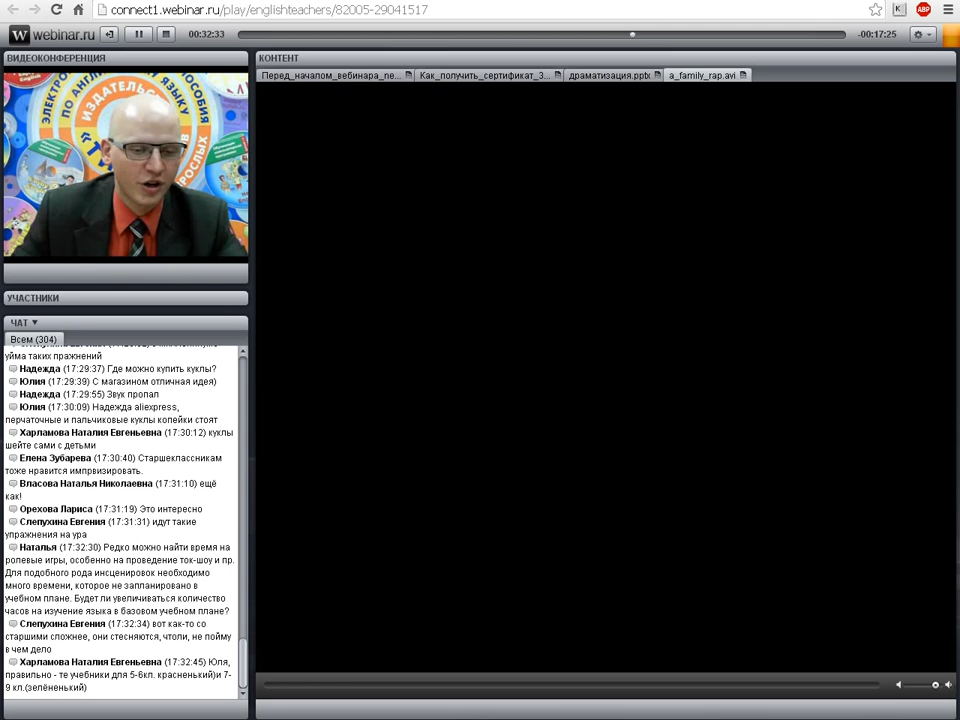 connect1.webinar.ru/play/englishteachers/82005-29041517
W webinar.ru 00:32:33 -00:17:25
ВИДЕОКОНФЕРЕНЦИЯ
ИЗДАТЕЛЬСТВО
УЧАСТНИКИ
ЧАТ
Всем (304)
уйма таких пражнений
Надежда (17:29:37) Где можно купить куклы?
Юлия (17:29:39) С магазином отличная идея)
Надежда (17:29:55) Звук пропал
Юлия (17:30:09) Надежда aliexpress,
перчаточные и пальчиковые куклы копейки стоят
Харламова Наталия Евгеньевна (17:30:12) куклы
шейте сами с детьми
Елена Зубарева (17:30:40) Старшеклассникам
тоже нравится импрвизировать.
Власова Наталья Николаевна (17:31:10) ещё
как!
Орехова Лариса (17:31:19) Это интересно
Слепухина Евгения (17:31:31) идут такие
упражнения на ура
Наталья (17:32:30) Редко можно найти время на
ролевые игры, особенно на проведение ток-шоу и пр.
Для подобного рода инсценировок необходимо
много времени, которое не запланировано в
учебном плане. Будет ли увеличиваться количество
часов на изучение языка в базовом учебном плане?
Слепухина Евгения (17:32:34) вот как-то со
старшими сложнее, они стесняются, чтоли, не пойму
в чем дело
Харламова Наталия Евгеньевна (17:32:45) Юля,
правильно - те учебники для 5-6кл. красненький)и 7-
9 кл.(зелёненький)
КОНТЕНТ
Перед_началом_вебинара_ne... Как_получить_сертификат_3... драматизация.pptx a_family_rap.avi